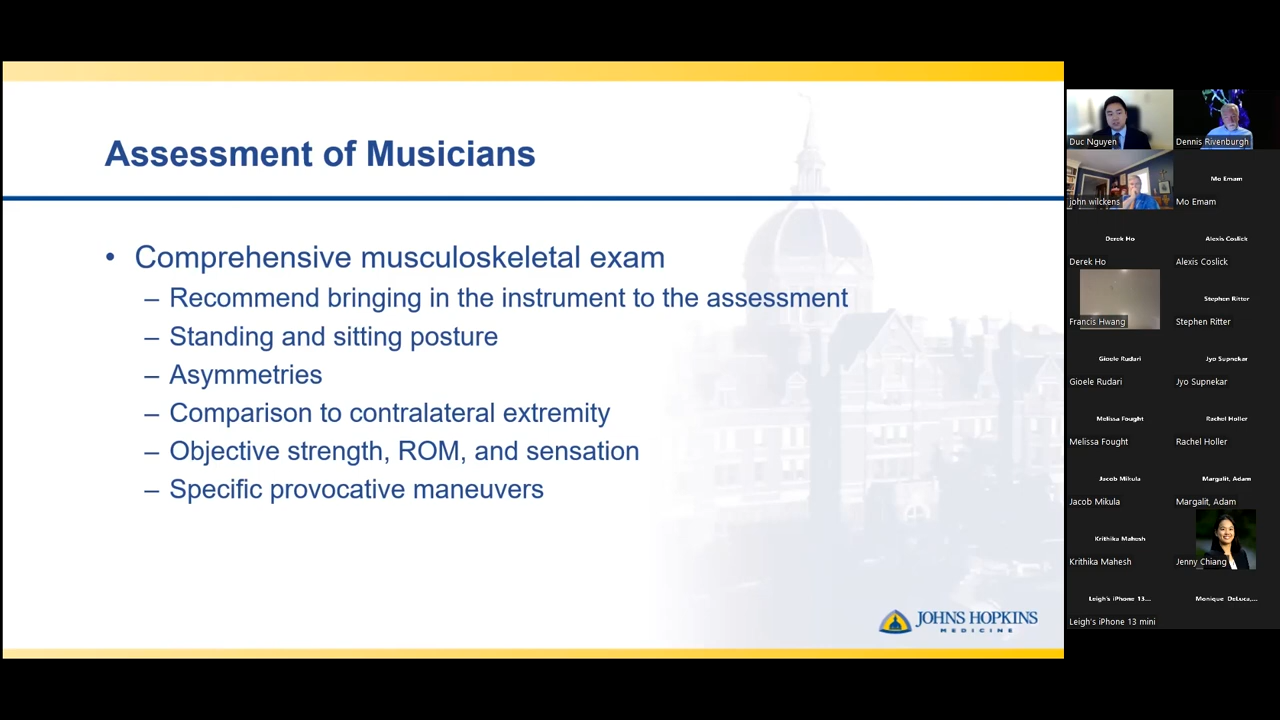 Assessment of Musicians
• Comprehensive musculoskeletal exam
– Recommend bringing in the instrument to the assessment
– Standing and sitting posture
– Asymmetries
– Comparison to contralateral extremity
– Objective strength, ROM, and sensation
– Specific provocative maneuvers
JOHNS HOPKINS
MEDICINE
Duc Nguyen
Dennis Rivenburgh
john wilckens
Mo Emam
Mo Emam
Derek Ho
Derek Ho
Alexis Coslick
Alexis Coslick
Francis Hwang
Stephen Ritter
Stephen Ritter
Gioele Rudari
Gioele Rudari
Jyo Supnekar
Jyo Supnekar
Melissa Fought
Melissa Fought
Rachel Holler
Rachel Holler
Jacob Mikula
Jacob Mikula
Margalit, Adam
Margalit, Adam
Krithika Mahesh
Krithika Mahesh
Jenny Chiang
Leigh's iPhone 13...
Leigh's iPhone 13 mini
Monique DeLuca,...